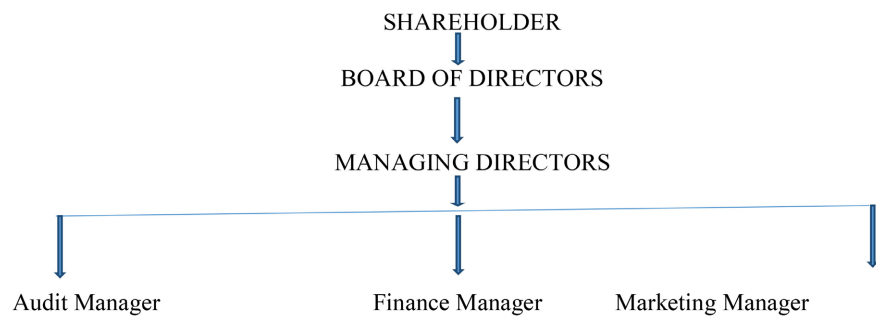 SHAREHOLDER
BOARD OF DIRECTORS
MANAGING DIRECTORS
Audit Manager Finance Manager Marketing Manager